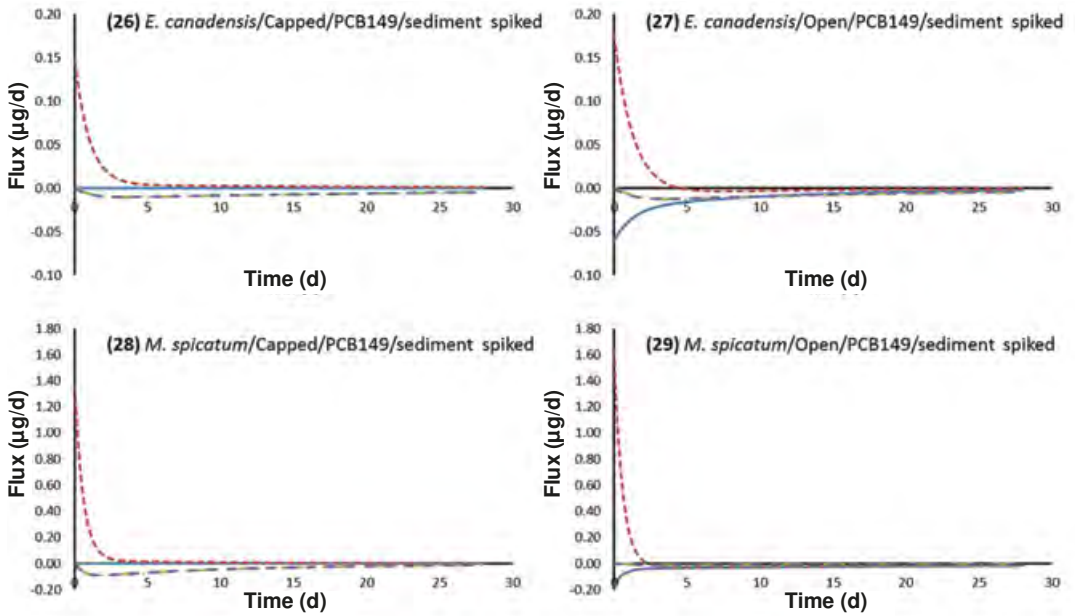 (26) E. canadensis/Capped/PCB149/sediment spiked
0.20
0.15
0.10
0.05
0.00
-0.05
-0.10
Flux (µg/d)
0 5 10 15 20 25 30
Time (d)
(27) E. canadensis/Open/PCB149/sediment spiked
0.20
0.15
0.10
0.05
0.00
-0.05
-0.10
Flux (µg/d)
0 5 10 15 20 25 30
Time (d)
(28) M. spicatum/Capped/PCB149/sediment spiked
1.80
1.60
1.40
1.20
1.00
0.80
0.60
0.40
0.20
0.00
-0.20
Flux (µg/d)
0 5 10 15 20 25 30
Time (d)
(29) M. spicatum/Open/PCB149/sediment spiked
1.80
1.60
1.40
1.20
1.00
0.80
0.60
0.40
0.20
0.00
-0.20
Flux (µg/d)
0 5 10 15 20 25 30
Time (d)